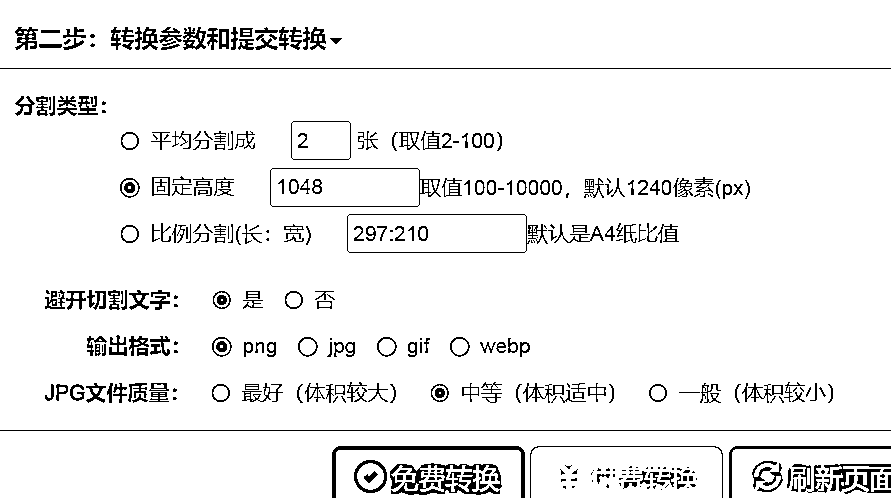 第二步：转换参数和提交转换
分割类型：
平均分割成 2 张（取值2-100）
固定高度 1048 取值100-10000，默认1240像素(px)
比例分割(长：宽) 297:210 默认是A4纸比值
避开切割文字： 是 否
输出格式： png jpg gif webp
JPG文件质量： 最好（体积较大） 中等（体积适中） 一般（体积较小）
免费转换 付费转换 刷新页面